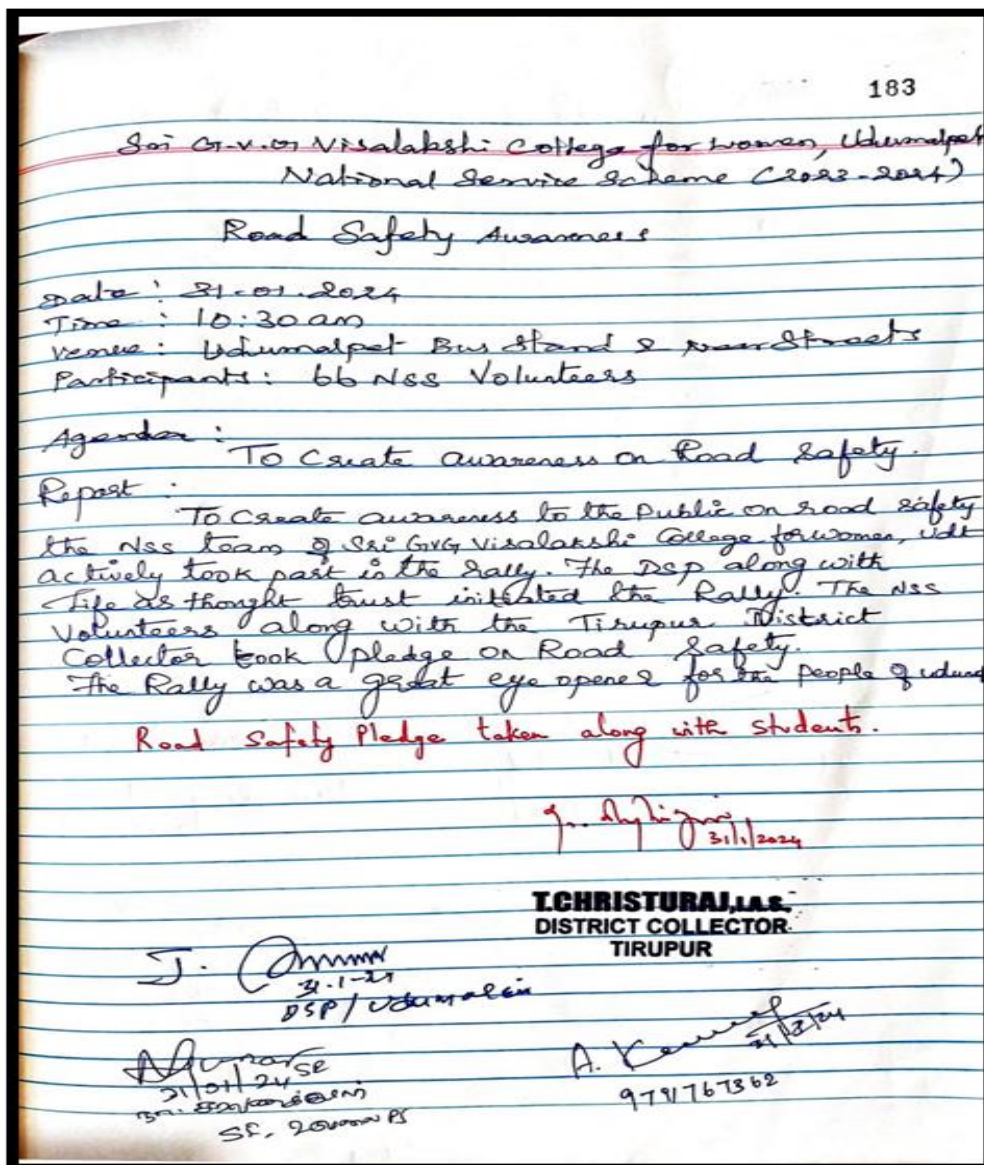 183
Sri G.V.G Visalakshi College for women, Udumalpet
National Service Scheme (2023-2024)
Road Safety Awareness
Date : 31.01.2024
Time : 10:30 am
Venue : Udhumalpet Bus Stand & near Streets
Participants : 66 NSS Volunteers
Agenda :
To Create awareness on Road Safety.
Report :
To Create awareness to the Public on road safety
the NSS team of Sri GVG Visalakshi College for women, Udt
actively took part in the rally. The DSP along with
Life as thought trust initiated the Rally. The NSS
Volunteers along with the Tirupur District
Collector took pledge on Road Safety.
The Rally was a great eye opener for the people of
Road Safety Pledge taken along with students.
31/1/2024
T.CHRISTURAJ,I.A.S.
DISTRICT COLLECTOR
TIRUPUR
J.
31.1-24
DSP/
31/01/24
A.
9791767362